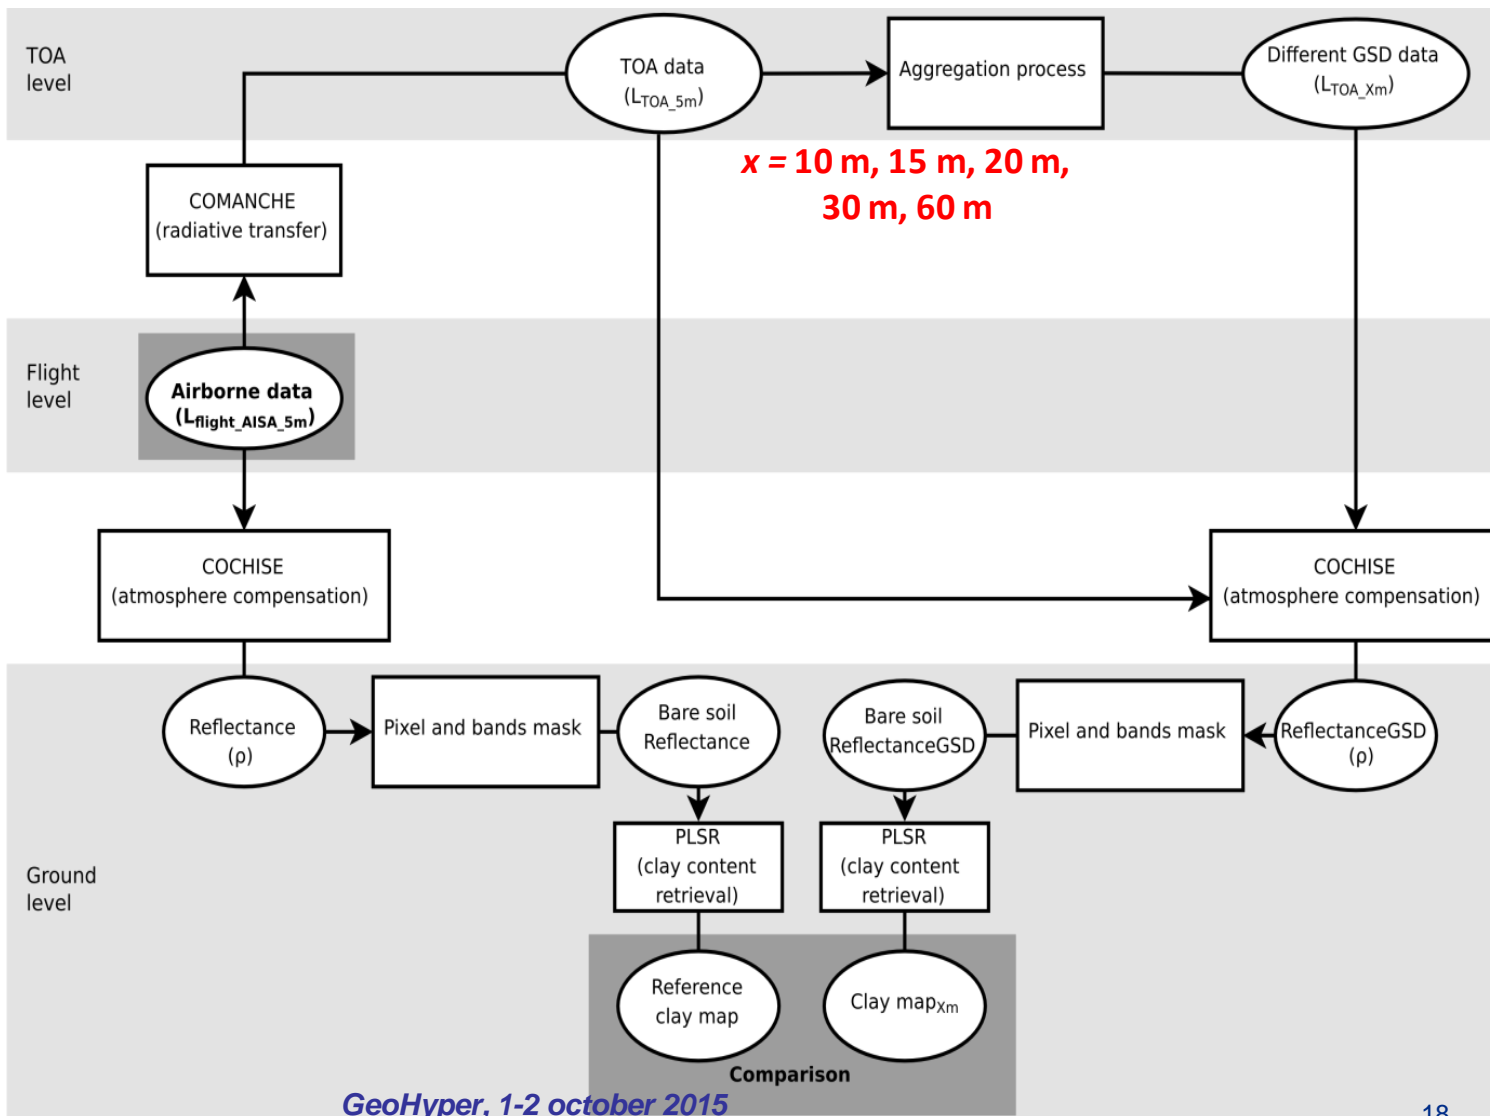 TOA
level
TOA data
(LTOA_5m)
Aggregation process
Different GSD data
(LTOA_Xm)
x = 10 m, 15 m, 20 m,
30 m, 60 m
COMANCHE
(radiative transfer)
Flight
level
Airborne data
(Lflight_AISA_5m)
COCHISE
(atmosphere compensation)
COCHISE
(atmosphere compensation)
Reflectance
(ρ)
Pixel and bands mask
Bare soil
Reflectance
Bare soil
ReflectanceGSD
Pixel and bands mask
ReflectanceGSD
(ρ)
Ground
level
PLSR
(clay content
retrieval)
PLSR
(clay content
retrieval)
Reference
clay map
Clay mapXm
Comparison
GeoHyper, 1-2 october 2015
18